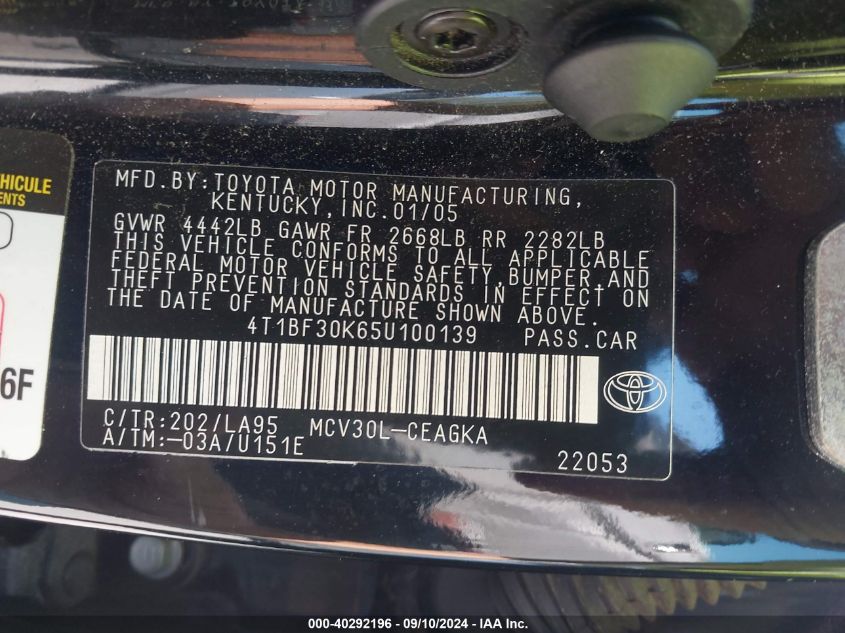 EHICULE
ENTS
6F
MFD.BY:TOYOTA MOTOR MANUFACTURING,
KENTUCKY,INC.01/05
GVWR 4442LB GAWR FR 2668LB RR 2282LB
THIS VEHICLE CONFORMS TO ALL APPLICABLE
FEDERAL MOTOR VEHICLE SAFETY,BUMPER,AND
THEFT PREVENTION STANDARDS IN EFFECT ON
THE DATE OF MANUFACTURE SHOWN ABOVE.
4T1BF30K65U100139 PASS.CAR
C/TR:202/LA95 MCV30L-CEAGKA
A/TM:-03A/U151E
22053
000-40292196 - 09/10/2024 - IAA Inc.